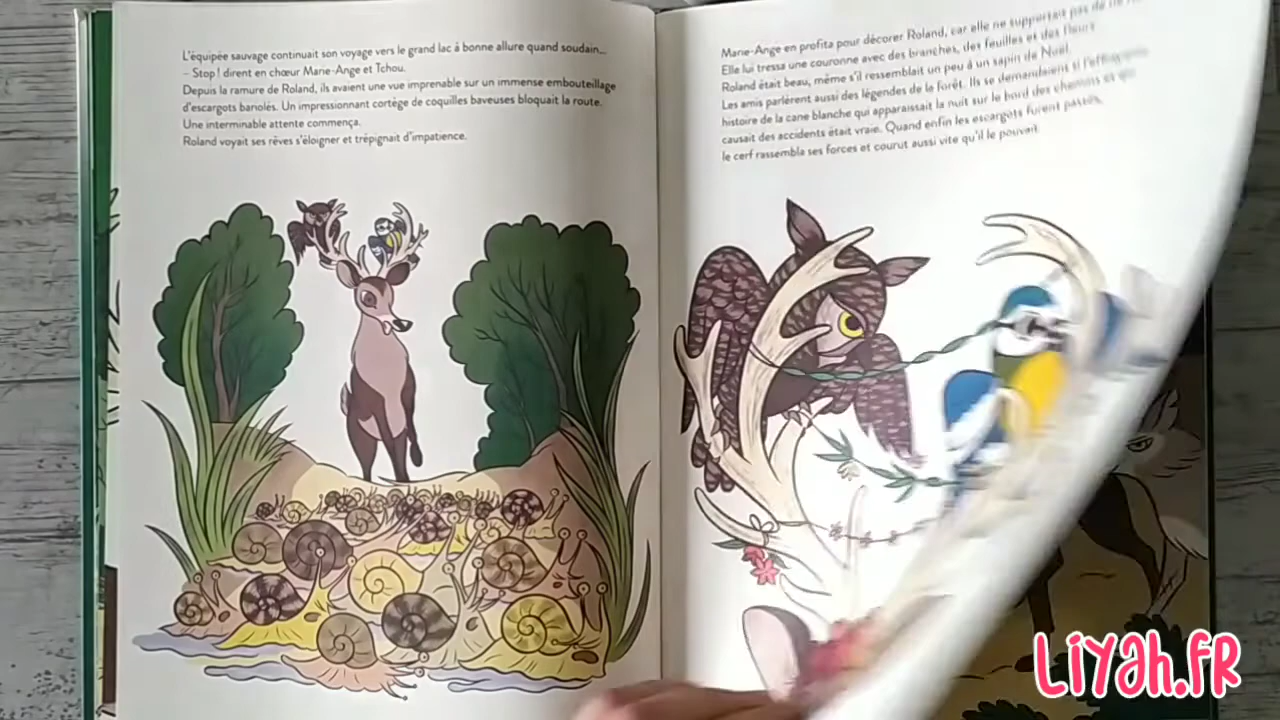 L'équipée sauvage continuait son voyage vers le grand lac à bonne allure quand soudain...
– Stop ! dirent en chœur Marie-Ange et Tchou.
Depuis la ramure de Roland, ils avaient une vue imprenable sur un immense embouteillage
d'escargots bariolés. Un impressionnant cortège de coquilles baveuses bloquait la route.
Une interminable attente commença.
Roland voyait ses rêves s'éloigner et trépignait d'impatience.
Marie-Ange en profita pour décorer Roland, car elle ne supportait pas de ne
Elle lui tressa une couronne avec des branches, des feuilles et des fleurs
Roland était beau, même s'il ressemblait un peu à un sapin de Noël.
Les amis parlèrent aussi des légendes de la forêt. Ils se demandaient si
histoire de la cane blanche qui apparaissait la nuit sur le bord des chemins et qui
causait des accidents était vraie. Quand enfin les escargots furent passés,
le cerf rassembla ses forces et courut aussi vite qu'il le pouvait.
Liyah.FR